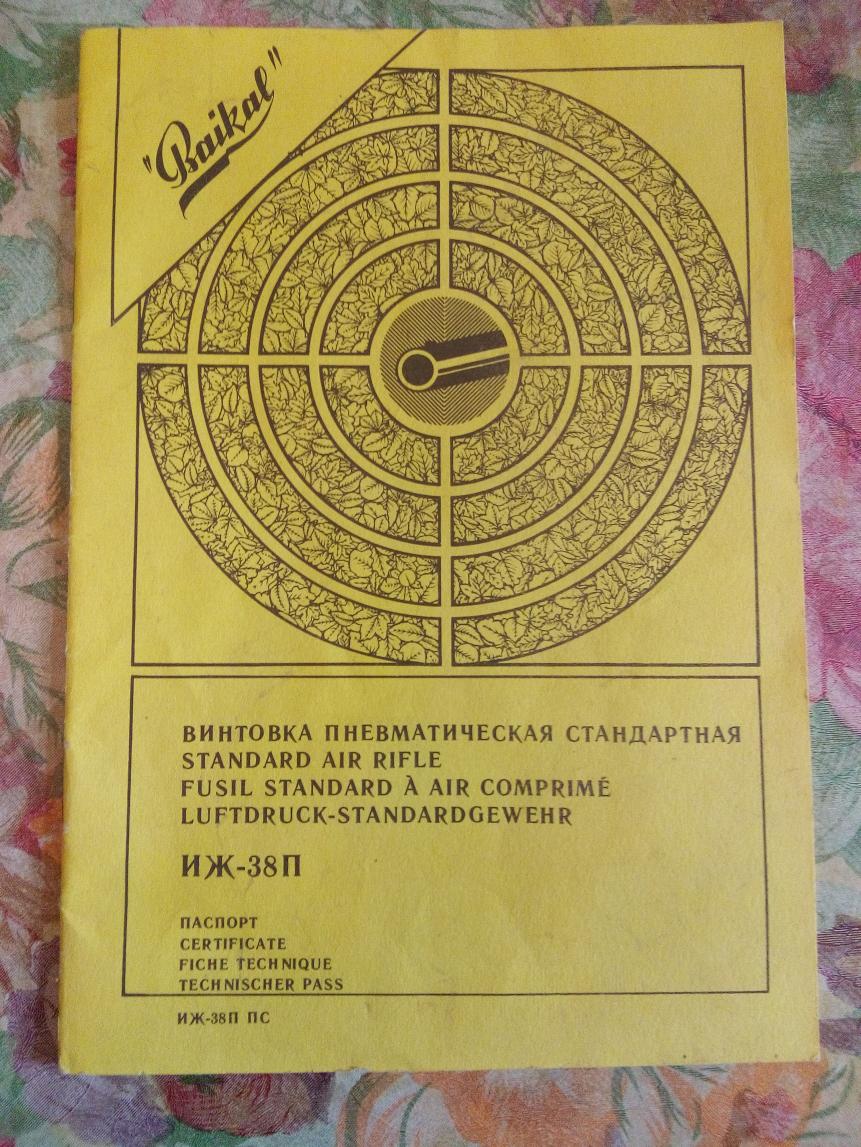 "Baikal"
ВИНТОВКА ПНЕВМАТИЧЕСКАЯ СТАНДАРТНАЯ
STANDARD AIR RIFLE
FUSIL STANDARD À AIR COMPRIMÉ
LUFTDRUCK-STANDARDGEWEHR
ИЖ-38П
ПАСПОРТ
CERTIFICATE
FICHE TECHNIQUE
TECHNISCHER PASS
ИЖ-38П ПС